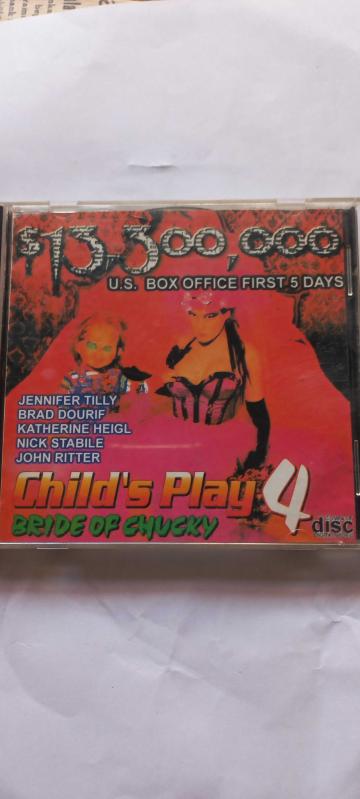 $13.300,000
U.S. BOX OFFICE FIRST 5 DAYS
JENNIFER TILLY
BRAD DOURIF
KATHERINE HEIGL
NICK STABILE
JOHN RITTER
Child's Play 4
BRIDE OF CHUCKY
COMPACT
disc